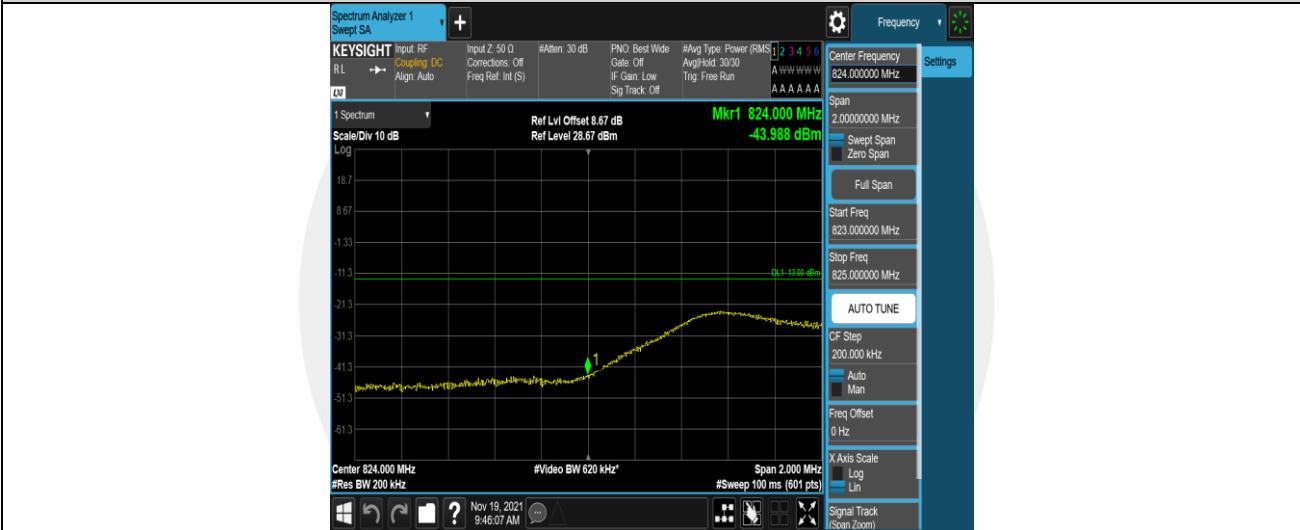 Spectrum Analyzer 1
Swept SA
+
Frequency
KEYSIGHT
RL
LXI
Input: RF
Coupling: DC
Align: Auto
Input Z: 50 Ω
Corrections: Off
Freq Ref: Int (S)
#Atten: 30 dB
PNO: Best Wide
Gate: Off
IF Gain: Low
Sig Track: Off
#Avg Type: Power (RMS
Avg|Hold: 30/30
Trig: Free Run
1 2 3 4 5 6
A W W W W W
A A A A A A
1 Spectrum
Scale/Div 10 dB
Ref Lvl Offset 8.67 dB
Ref Level 28.67 dBm
Mkr1 824.000 MHz
-43.988 dBm
Log
18.7
8.67
-1.33
-11.3
DL1 -13.00 dBm
-21.3
-31.3
-41.3
1
-51.3
-61.3
Center 824.000 MHz
#Video BW 620 kHz*
Span 2.000 MHz
#Res BW 200 kHz
#Sweep 100 ms (601 pts)
Center Frequency
824.000000 MHz
Settings
Span
2.00000000 MHz
Swept Span
Zero Span
Full Span
Start Freq
823.000000 MHz
Stop Freq
825.000000 MHz
AUTO TUNE
CF Step
200.000 kHz
Auto
Man
Freq Offset
0 Hz
X Axis Scale
Log
Lin
Signal Track
(Span Zoom)
?
Nov 19, 2021
9:46:07 AM